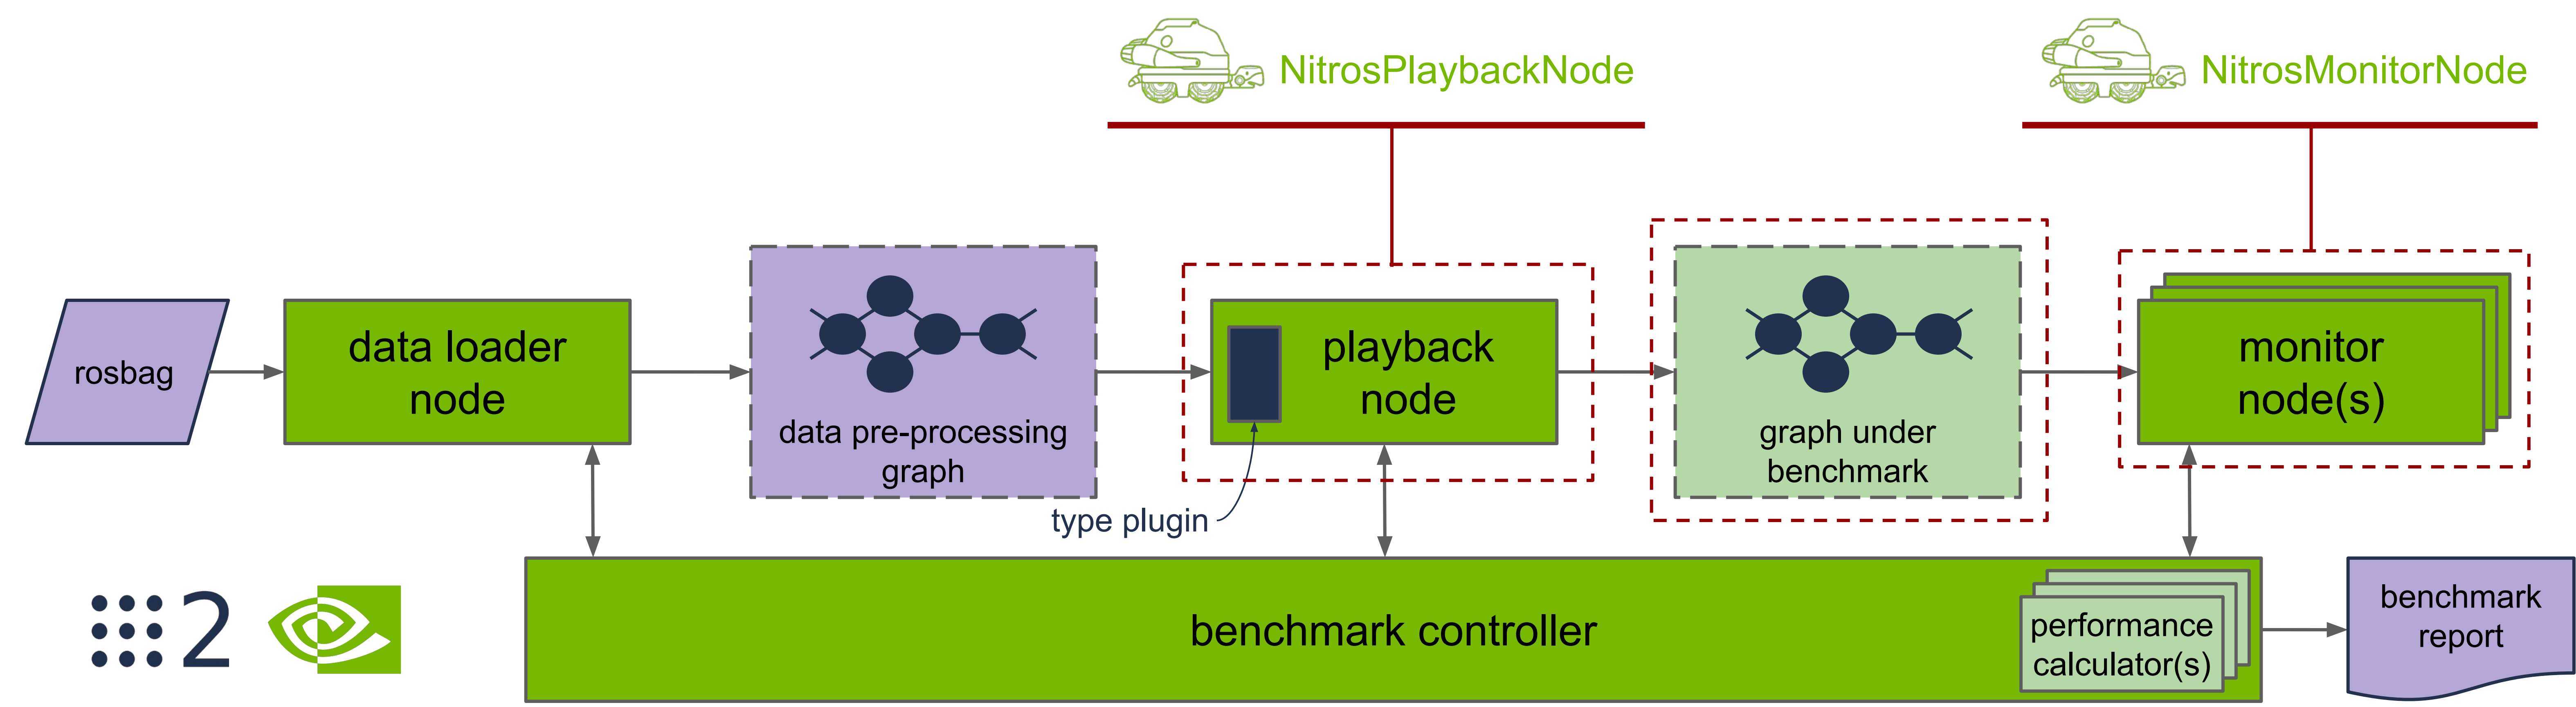 NitrosPlaybackNode
NitrosMonitorNode
rosbag
data loader
node
data pre-processing
graph
playback
node
type plugin
graph under
benchmark
monitor
node(s)
2
benchmark controller
performance
calculator(s)
benchmark
report